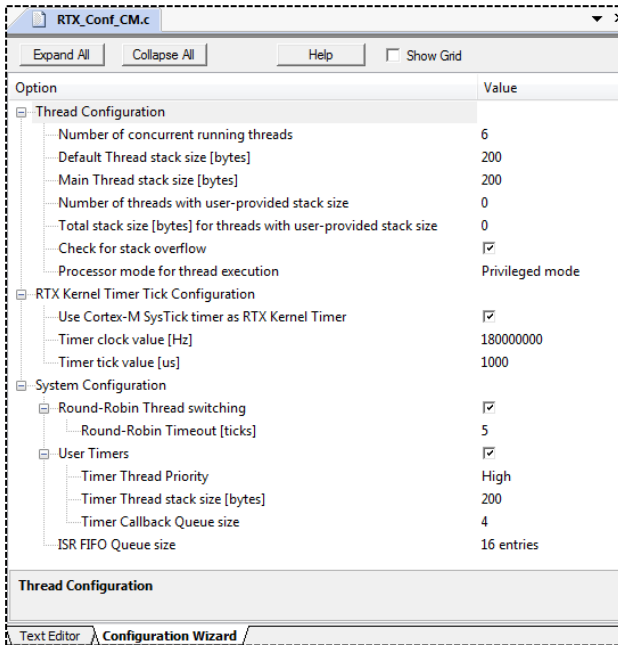 RTX_Conf_CM.c
Expand All Collapse All Help Show Grid
Option Value
Thread Configuration
Number of concurrent running threads 6
Default Thread stack size [bytes] 200
Main Thread stack size [bytes] 200
Number of threads with user-provided stack size 0
Total stack size [bytes] for threads with user-provided stack size 0
Check for stack overflow
Processor mode for thread execution Privileged mode
RTX Kernel Timer Tick Configuration
Use Cortex-M SysTick timer as RTX Kernel Timer
Timer clock value [Hz] 180000000
Timer tick value [us] 1000
System Configuration
Round-Robin Thread switching
Round-Robin Timeout [ticks] 5
User Timers
Timer Thread Priority High
Timer Thread stack size [bytes] 200
Timer Callback Queue size 4
ISR FIFO Queue size 16 entries
Thread Configuration
Text Editor Configuration Wizard